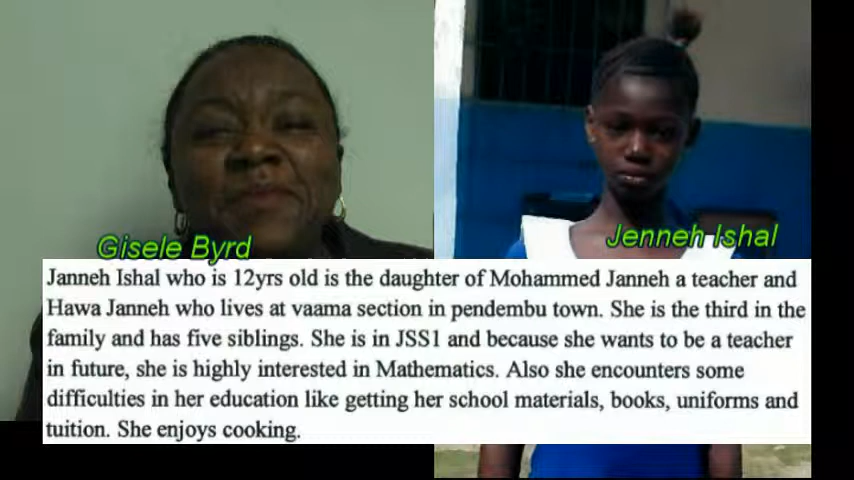 Gisele Byrd
Jenneh Ishal
Janneh Ishal who is 12yrs old is the daughter of Mohammed Janneh a teacher and
Hawa Janneh who lives at vaama section in pendembu town. She is the third in the
family and has five siblings. She is in JSS1 and because she wants to be a teacher
in future, she is highly interested in Mathematics. Also she encounters some
difficulties in her education like getting her school materials, books, uniforms and
tuition. She enjoys cooking.